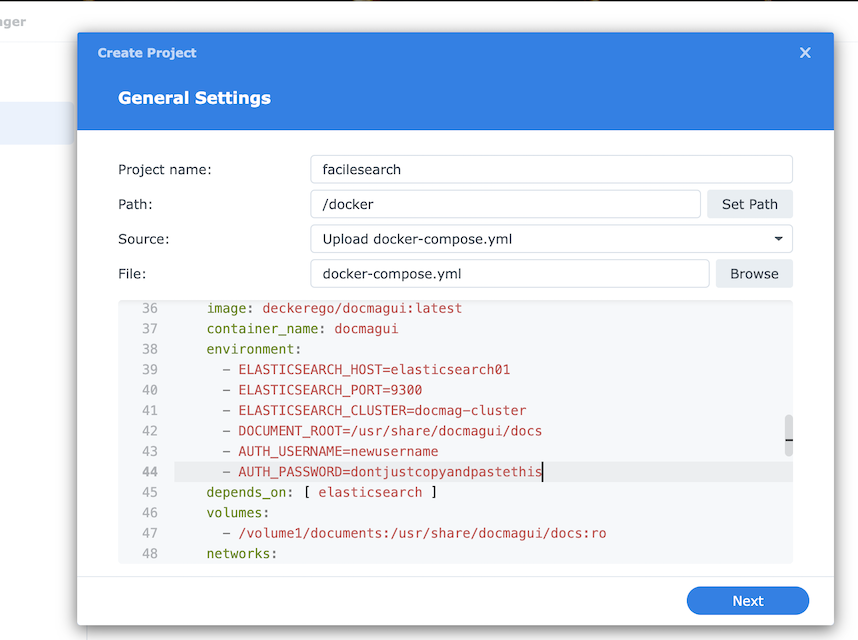 Create Project
General Settings
Project name: facilesearch
Path: /docker Set Path
Source: Upload docker-compose.yml
File: docker-compose.yml Browse
36 image: deckerego/docmagui:latest
37 container_name: docmagui
38 environment:
39 - ELASTICSEARCH_HOST=elasticsearch01
40 - ELASTICSEARCH_PORT=9300
41 - ELASTICSEARCH_CLUSTER=docmag-cluster
42 - DOCUMENT_ROOT=/usr/share/docmagui/docs
43 - AUTH_USERNAME=newusername
44 - AUTH_PASSWORD=dontjustcopyandpastethis
45 depends_on: [ elasticsearch ]
46 volumes:
47 - /volume1/documents:/usr/share/docmagui/docs:ro
48 networks:
Next